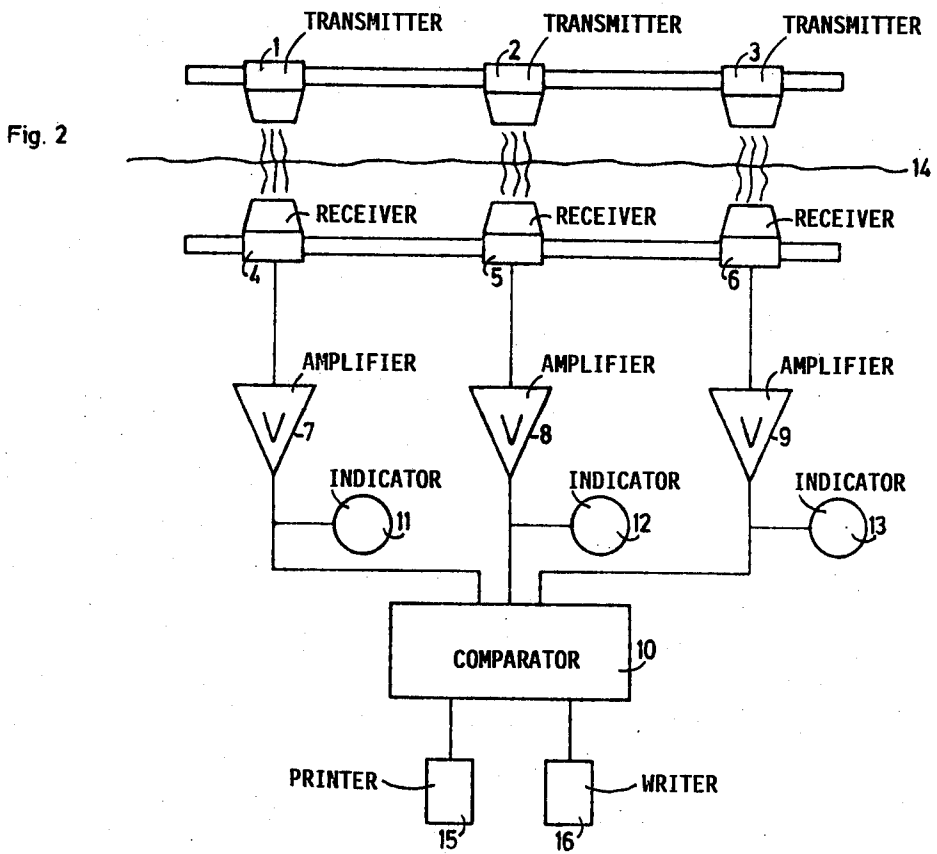 TRANSMITTER TRANSMITTER TRANSMITTER
1 2 3
Fig. 2
14
RECEIVER RECEIVER RECEIVER
4 5 6
AMPLIFIER AMPLIFIER AMPLIFIER
V 7 V 8 V 9
INDICATOR INDICATOR INDICATOR
11 12 13
COMPARATOR 10
PRINTER WRITER
15 16